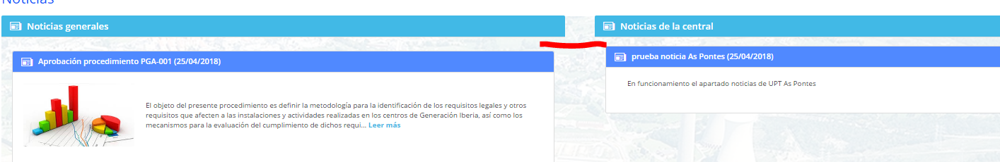 Noticias
Noticias generales
Noticias de la central
Aprobación procedimiento PGA-001 (25/04/2018)
prueba noticia As Pontes (25/04/2018)
En funcionamiento el apartado noticias de UPT As Pontes
El objeto del presente procedimiento es definir la metodología para la identificación de los requisitos legales y otros
requisitos que afecten a las instalaciones y actividades realizadas en los centros de Generación Iberia, así como los
mecanismos para la evaluación del cumplimiento de dichos requi... Leer más